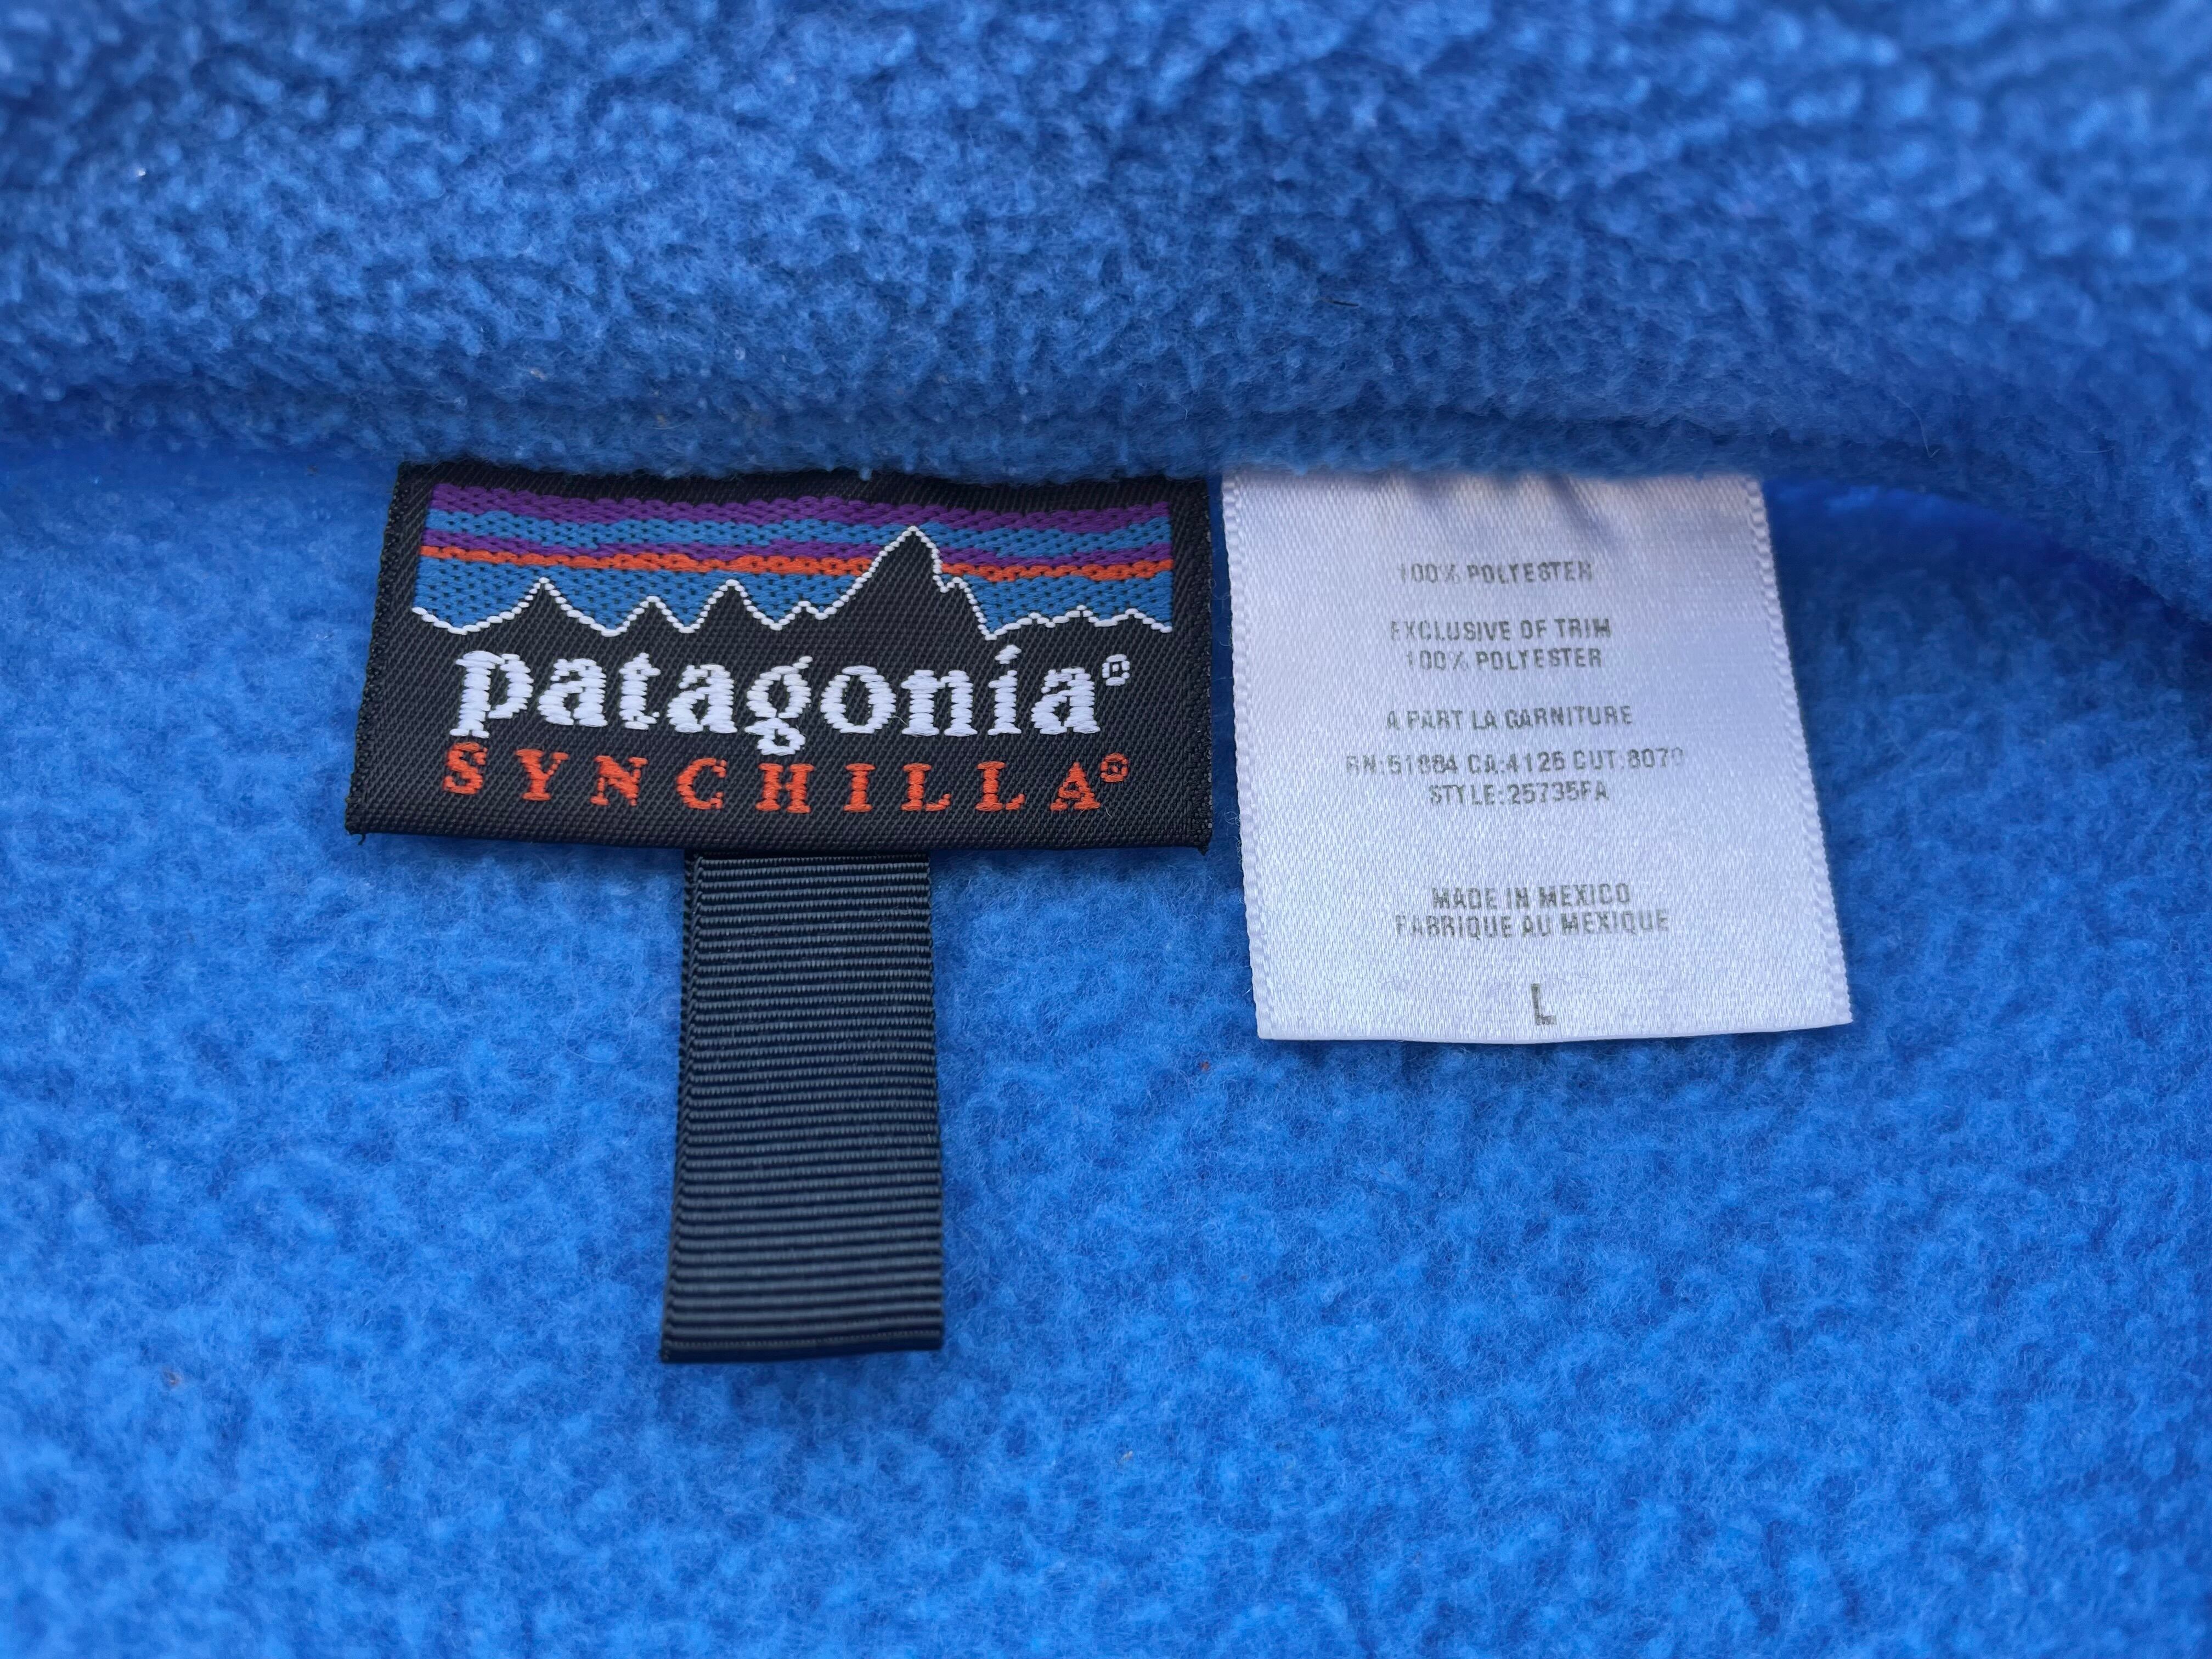 patagonia®
SYNCHILLA®
100% POLYESTER
EXCLUSIVE OF TRIM
100% POLYESTER
A PART LA GARNITURE
RN:51884 CA:4126 CUT:8070
STYLE:25735FA
MADE IN MEXICO
FABRIQUE AU MEXIQUE
L